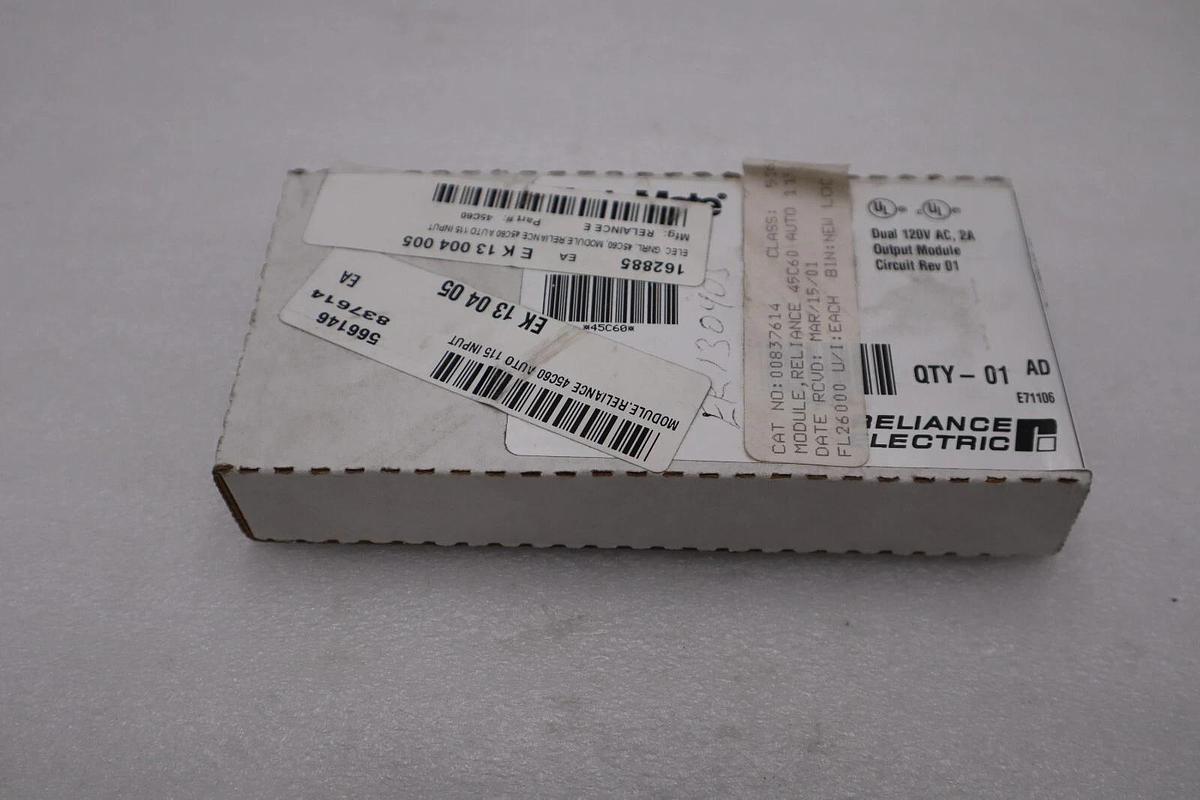 162885
ELEC GNRL. 45C60. MODULE.RELIANCE 45C60 AUTO 115 INPUT
EA E K 13 004 005
Mfg: RELAINCE E
Part #: 45C60
566146
837614
EA
EK 13 04 05
MODULE.RELIANCE 45C60 AUTO 115 INPUT
*45C60*
CAT NO:00837614 CLASS:
MODULE,RELIANCE 45C60 AUTO
DATE RCVD: MAR/15/01
FL26000 U/I:EACH BIN:NEW LOC
UL UL
Dual 120V AC, 2A
Output Module
Circuit Rev 01
QTY – 01 AD
E71106
RELIANCE
ELECTRIC